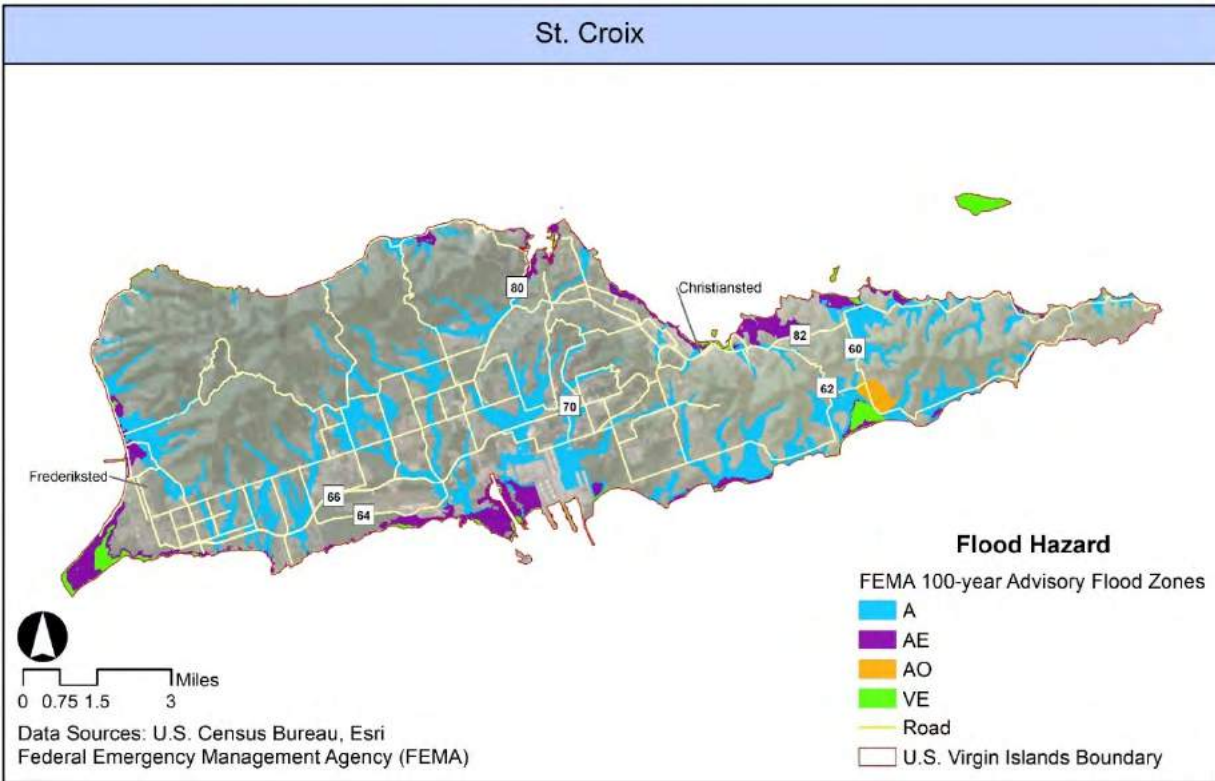 St. Croix
80
Christiansted
82
60
62
70
Frederiksted
66
64
Flood Hazard
FEMA 100-year Advisory Flood Zones
A
AE
AO
VE
Road
U.S. Virgin Islands Boundary
Miles
0 0.75 1.5 3
Data Sources: U.S. Census Bureau, Esri
Federal Emergency Management Agency (FEMA)